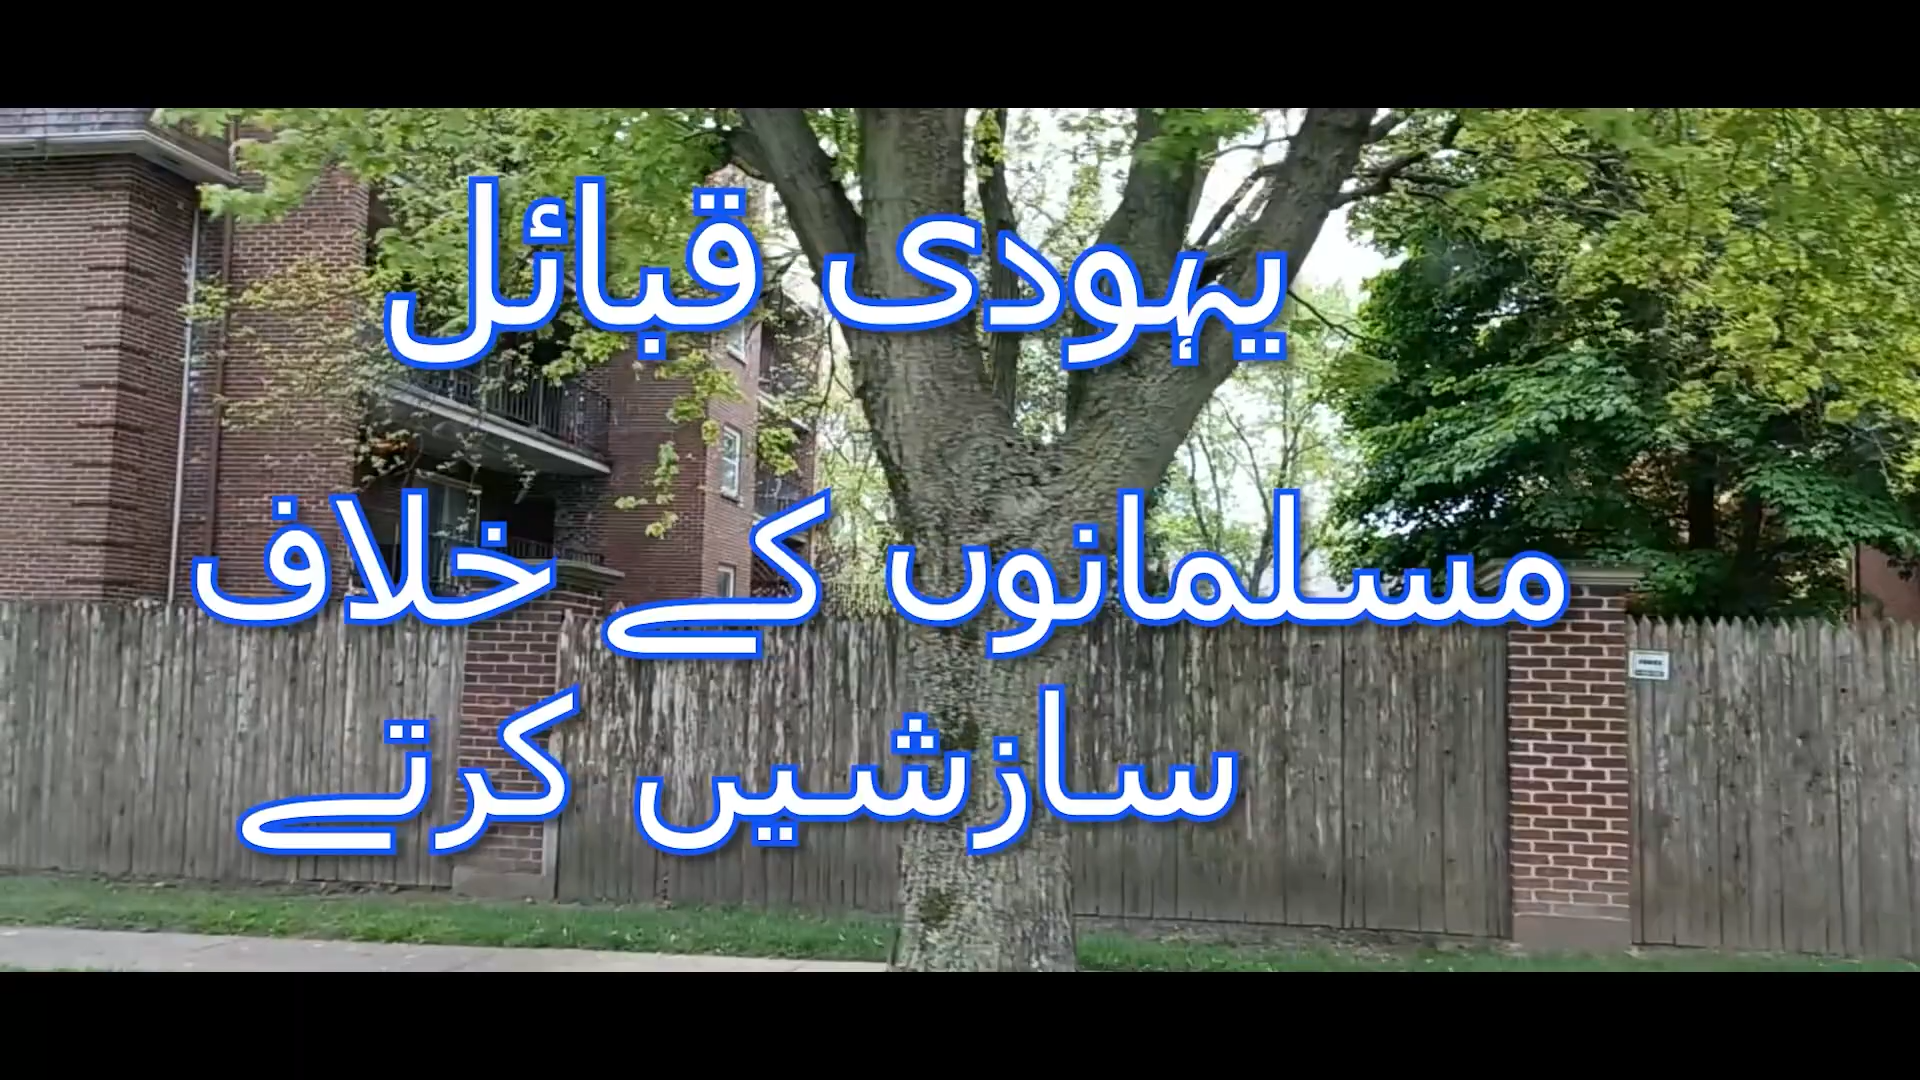 یہودی قبائل
مسلمانوں کے خلاف
سازشیں کرتے